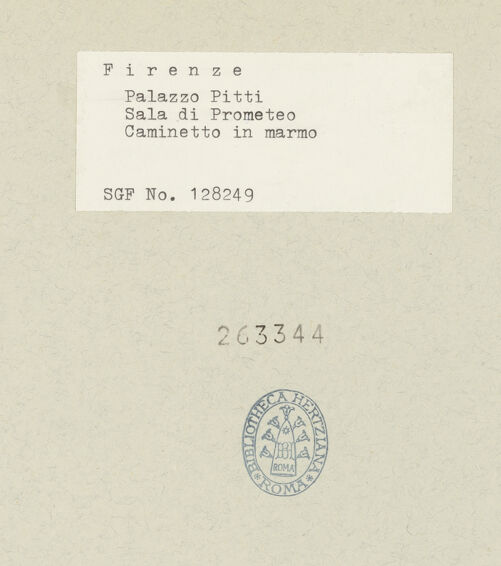 Firenze
Palazzo Pitti
Sala di Prometeo
Caminetto in marmo
SGF No. 128249
263344
BIBLIOTHECA HERTZIANA
ROMA
* ROMA *